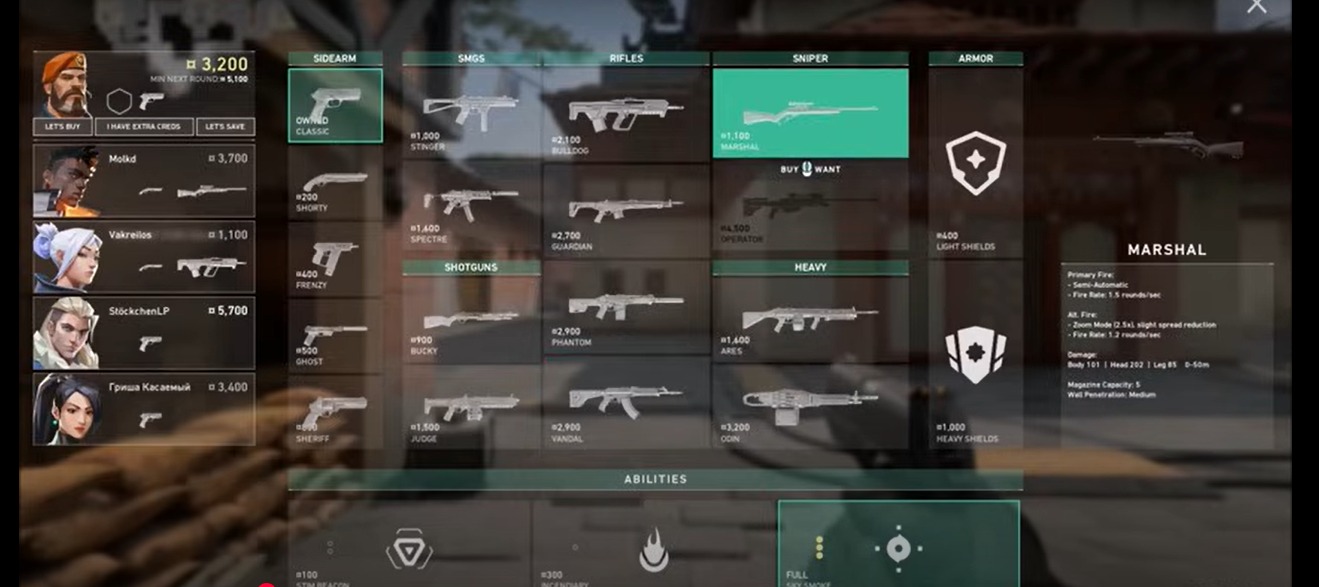 ¤ 3,200
MIN NEXT ROUND: ¤ 5,100
LET'S BUY
I HAVE EXTRA CREDS
LET'S SAVE
Molkd ¤ 3,700
Vakreilos ¤ 1,100
StöckchenLP ¤ 5,700
Гриша Касаемый ¤ 3,400
SIDEARM
OWNED
CLASSIC
¤200
SHORTY
¤400
FRENZY
¤500
GHOST
¤800
SHERIFF
SMGS
¤1,000
STINGER
¤1,600
SPECTRE
SHOTGUNS
¤900
BUCKY
¤1,500
JUDGE
RIFLES
¤2,100
BULLDOG
¤2,700
GUARDIAN
¤2,900
PHANTOM
¤2,900
VANDAL
SNIPER
¤1,100
MARSHAL
BUY WANT
¤4,500
OPERATOR
HEAVY
¤1,600
ARES
¤3,200
ODIN
ARMOR
¤400
LIGHT SHIELDS
¤1,000
HEAVY SHIELDS
MARSHAL
Primary Fire:
- Semi-Automatic
- Fire Rate: 1.5 rounds/sec
Alt. Fire:
- Zoom Mode (2.5x), slight spread reduction
- Fire Rate: 1.2 rounds/sec
Damage:
Body 101 | Head 202 | Leg 85 0-50m
Magazine Capacity: 5
Wall Penetration: Medium
ABILITIES
¤100
STIM BEACON
¤300
INCENDIARY
FULL
SKY SMOKE